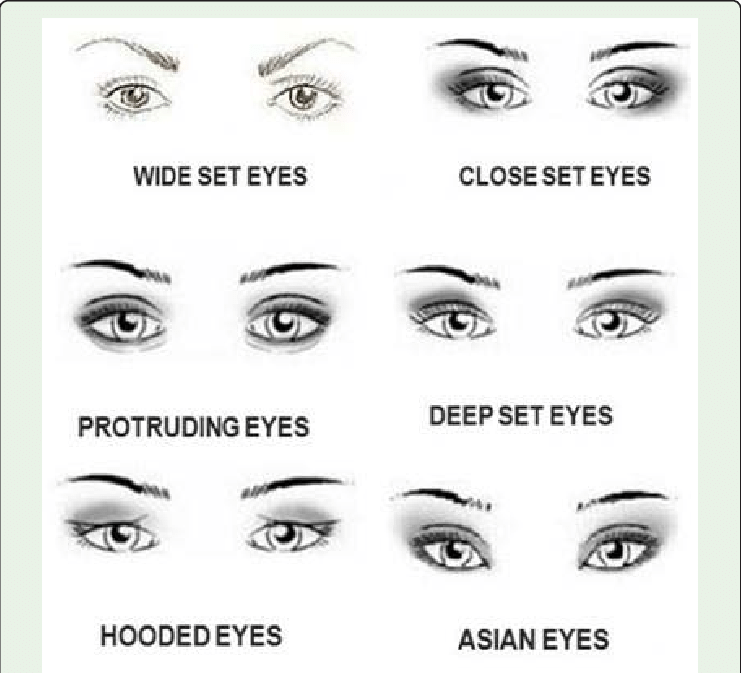 WIDE SET EYES
CLOSE SET EYES
PROTRUDING EYES
DEEP SET EYES
HOODED EYES
ASIAN EYES